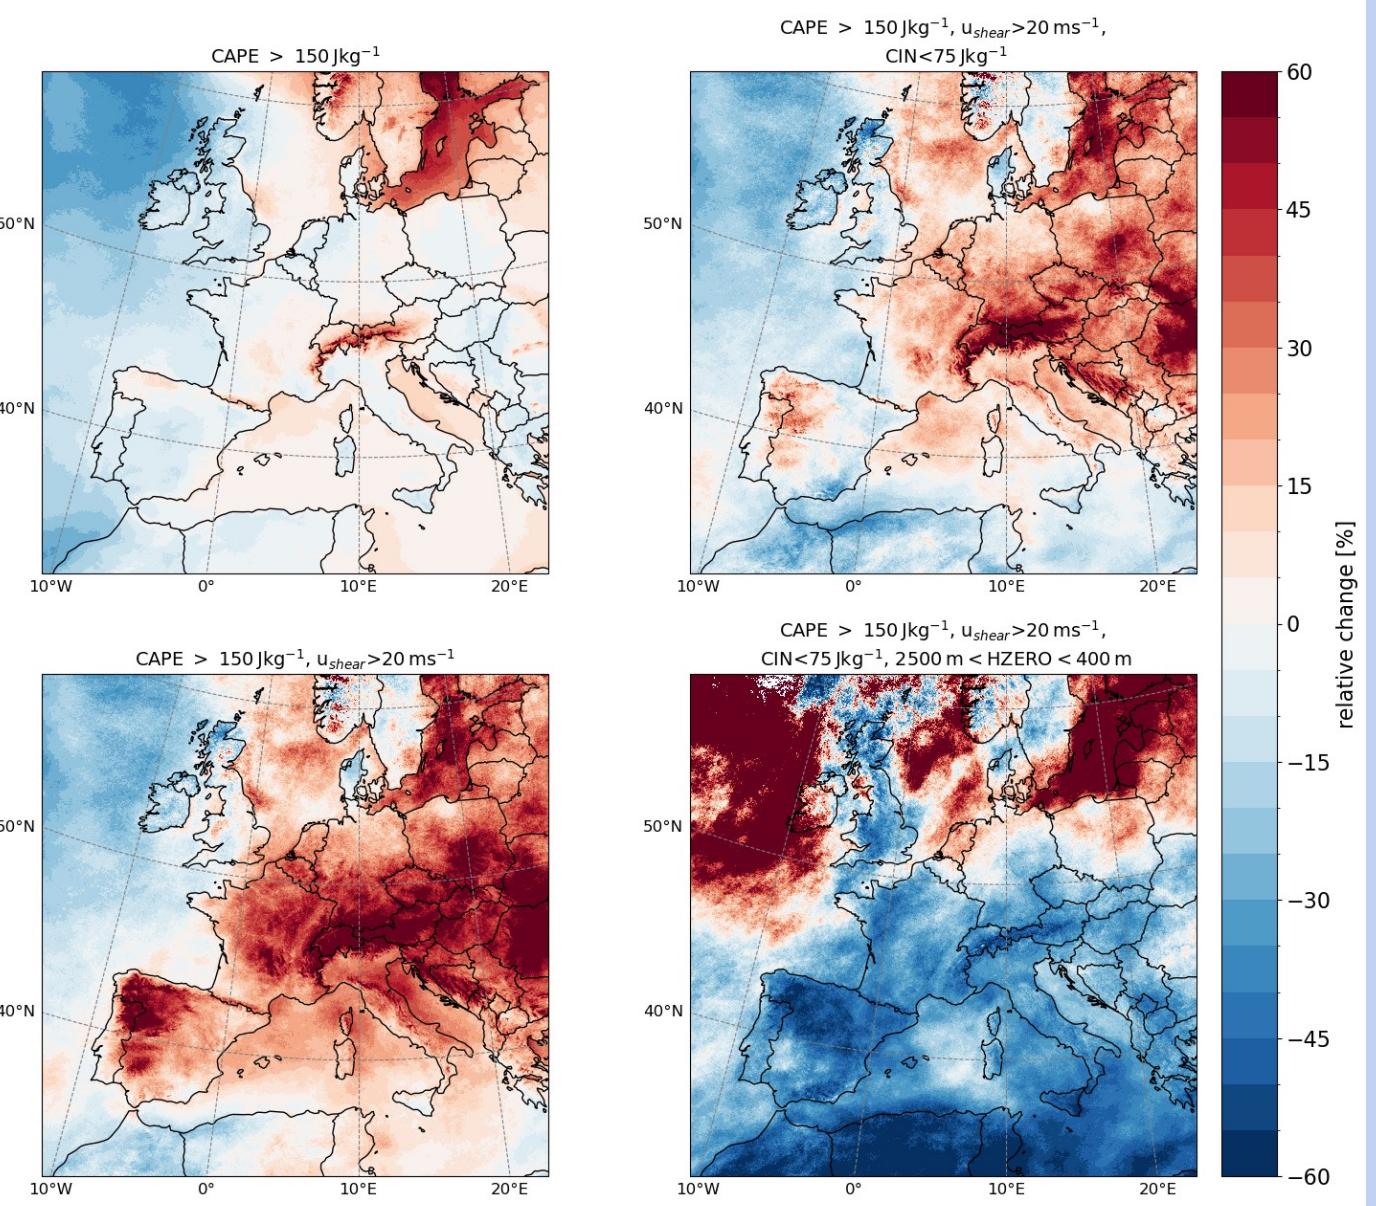 CAPE > 150 Jkg⁻¹
CAPE > 150 Jkg⁻¹, u_shear>20 ms⁻¹,
CIN<75 Jkg⁻¹
50°N
40°N
10°W 0° 10°E 20°E
50°N
40°N
10°W 0° 10°E 20°E
CAPE > 150 Jkg⁻¹, u_shear>20 ms⁻¹
CAPE > 150 Jkg⁻¹, u_shear>20 ms⁻¹,
CIN<75 Jkg⁻¹, 2500 m < HZERO < 400 m
50°N
40°N
10°W 0° 10°E 20°E
50°N
40°N
10°W 0° 10°E 20°E
60
45
30
15
0
−15
−30
−45
−60
relative change [%]